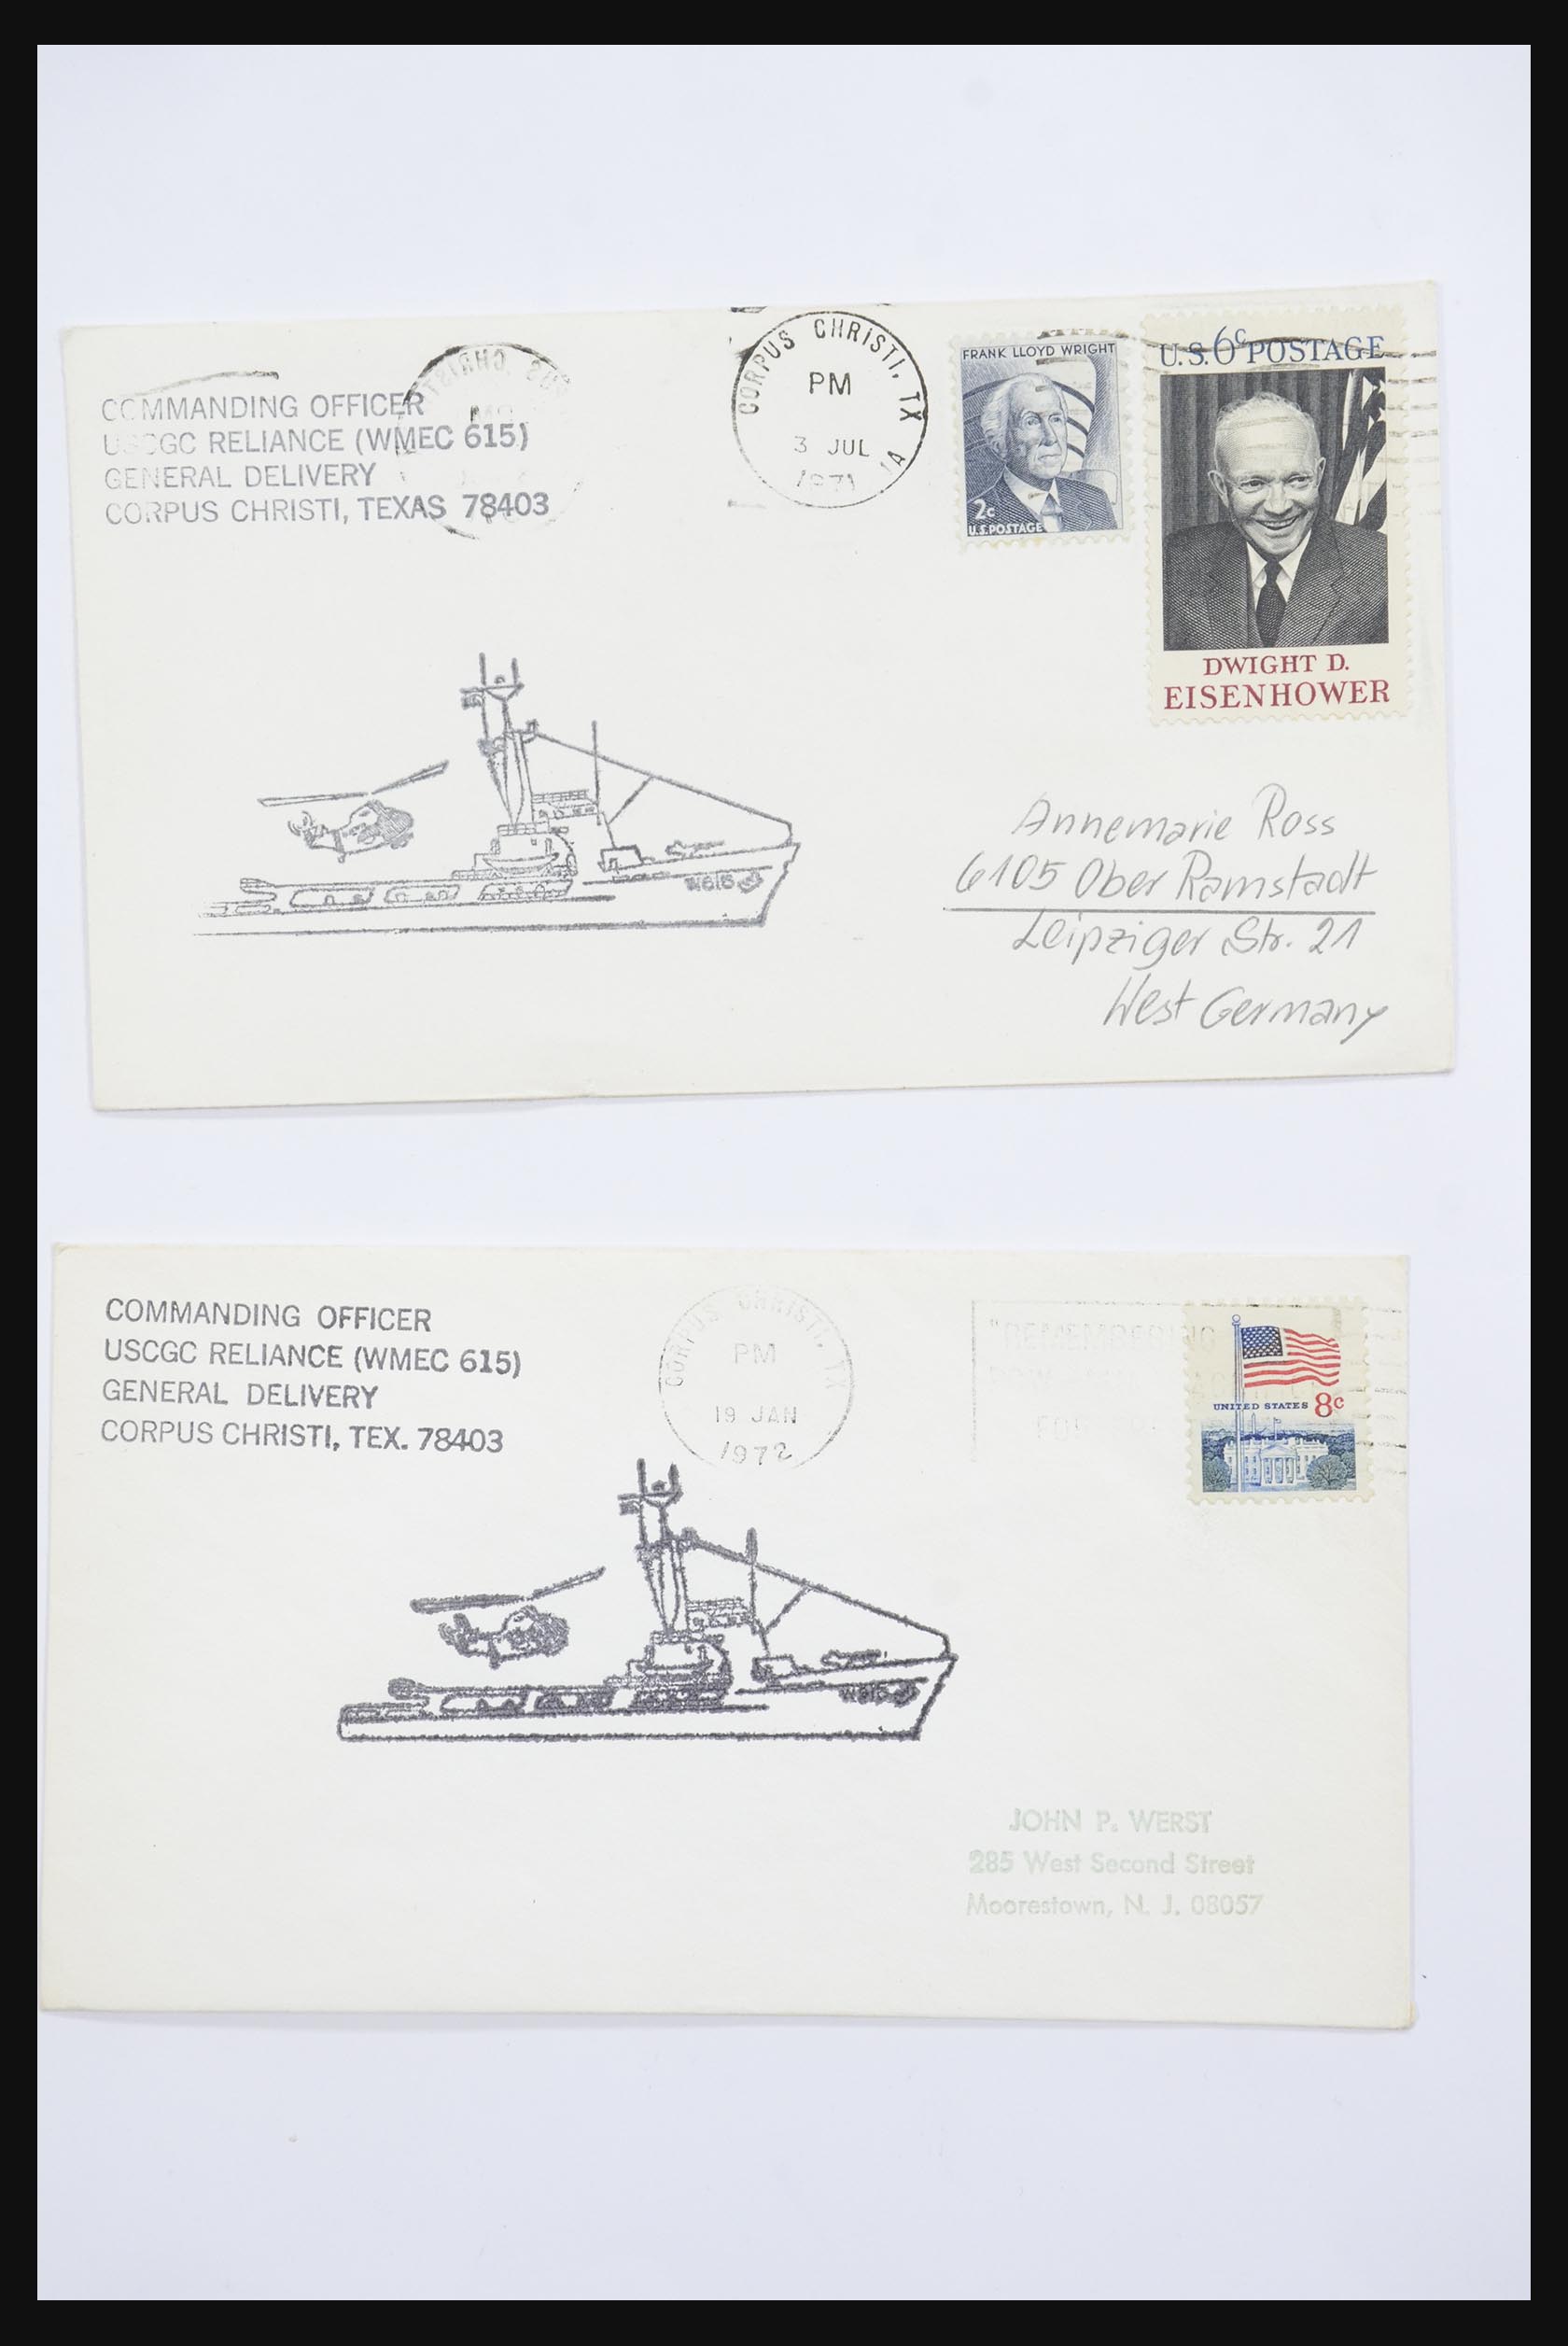 COMMANDING OFFICER
USCGC RELIANCE (WMEC 615)
GENERAL DELIVERY
CORPUS CHRISTI, TEXAS 78403
CORPUS CHRISTI, TX
PM
3 JUL
1971
FRANK LLOYD WRIGHT
2c
U.S.POSTAGE
U.S. 6c POSTAGE
DWIGHT D.
EISENHOWER
Annemarie Ross
6105 Ober Ramstadt
Leipziger Str. 21
West Germany
COMMANDING OFFICER
USCGC RELIANCE (WMEC 615)
GENERAL DELIVERY
CORPUS CHRISTI, TEX. 78403
CORPUS CHRISTI, TX
PM
19 JAN
1972
UNITED STATES 8c
JOHN P. WERST
285 West Second Street
Moorestown, N. J. 08057